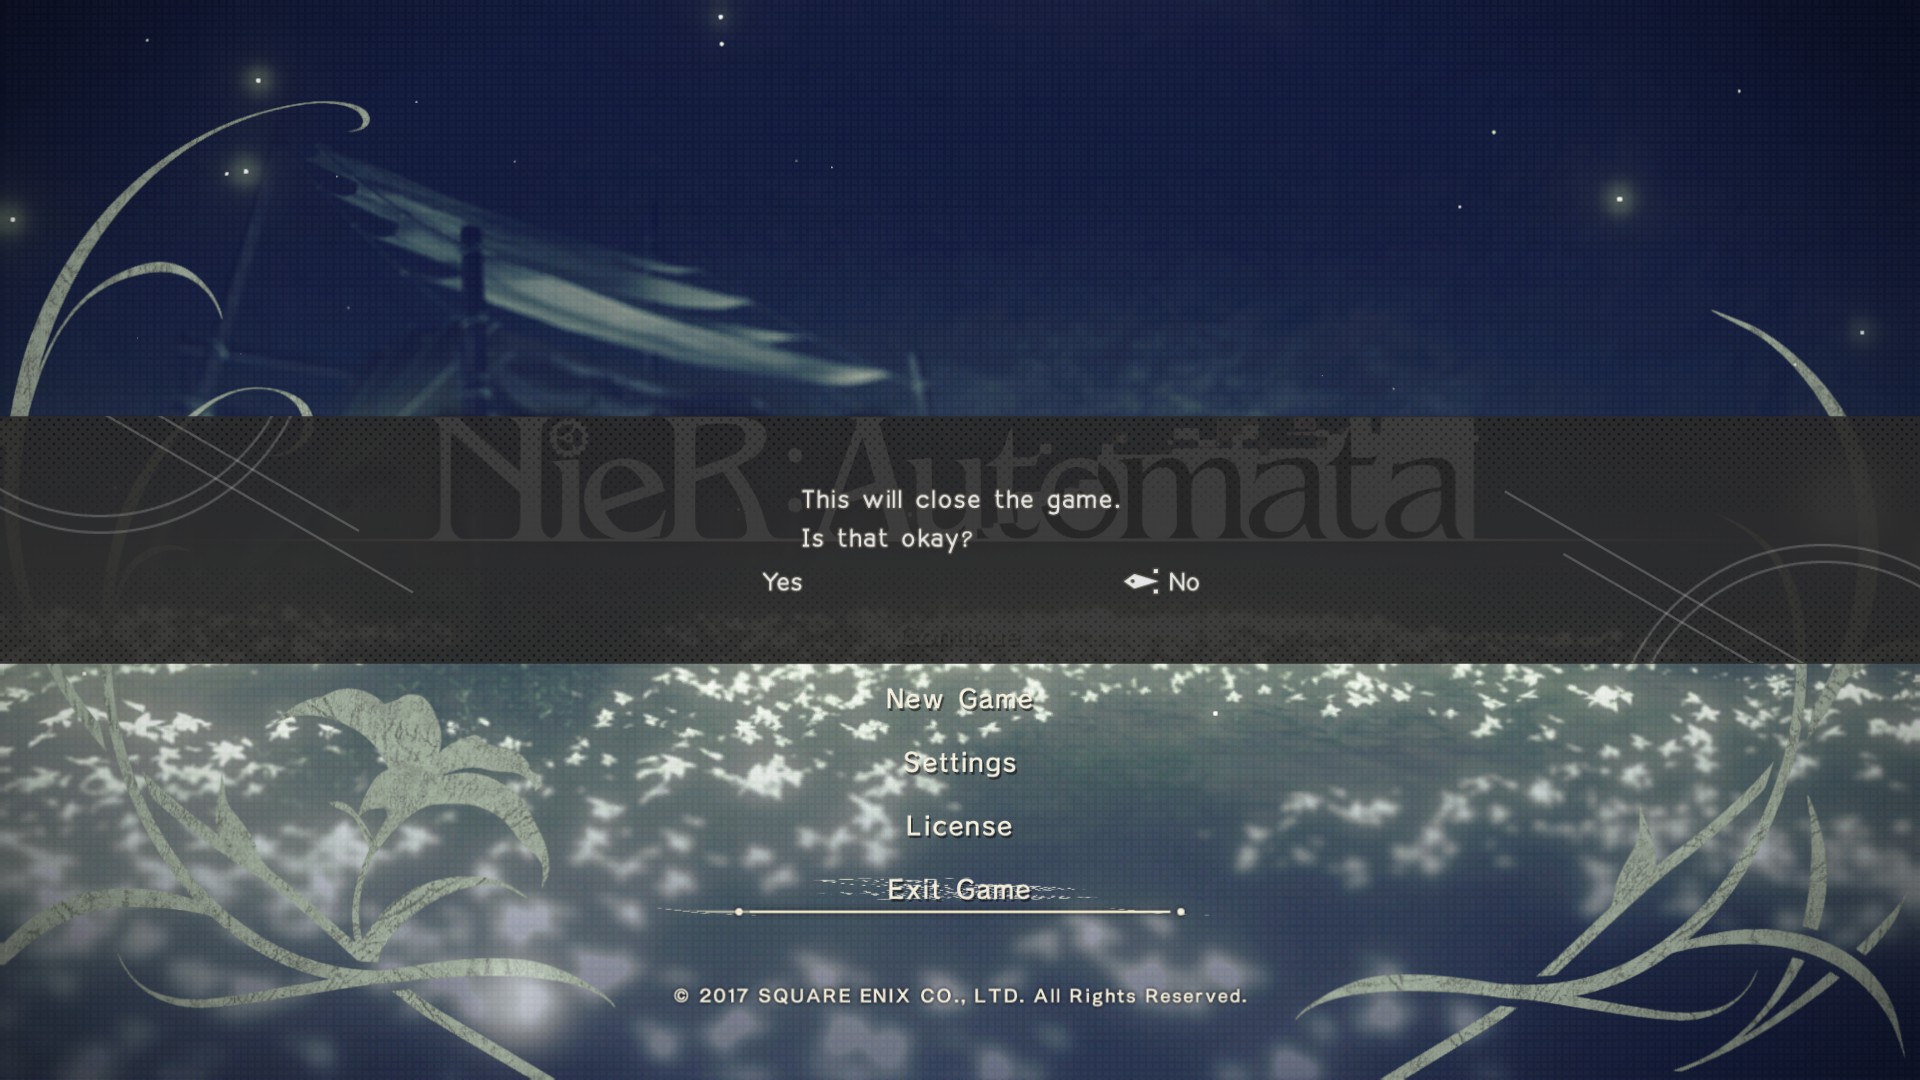 NieR:Automata
This will close the game.
Is that okay?
Yes
No
Continue
New Game
Settings
License
Exit Game
© 2017 SQUARE ENIX CO., LTD. All Rights Reserved.